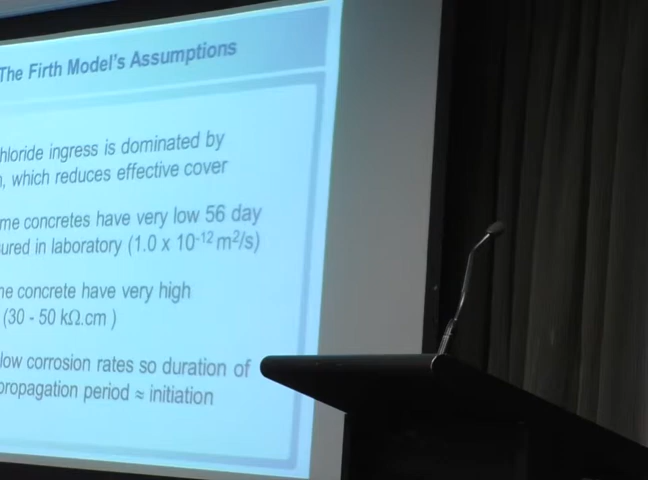 The Firth Model's Assumptions
hloride ingress is dominated by
, which reduces effective cover
me concretes have very low 56 day
ured in laboratory (1.0 x 10⁻¹² m²/s)
ne concrete have very high
(30 - 50 kΩ.cm )
low corrosion rates so duration of
propagation period ≈ initiation